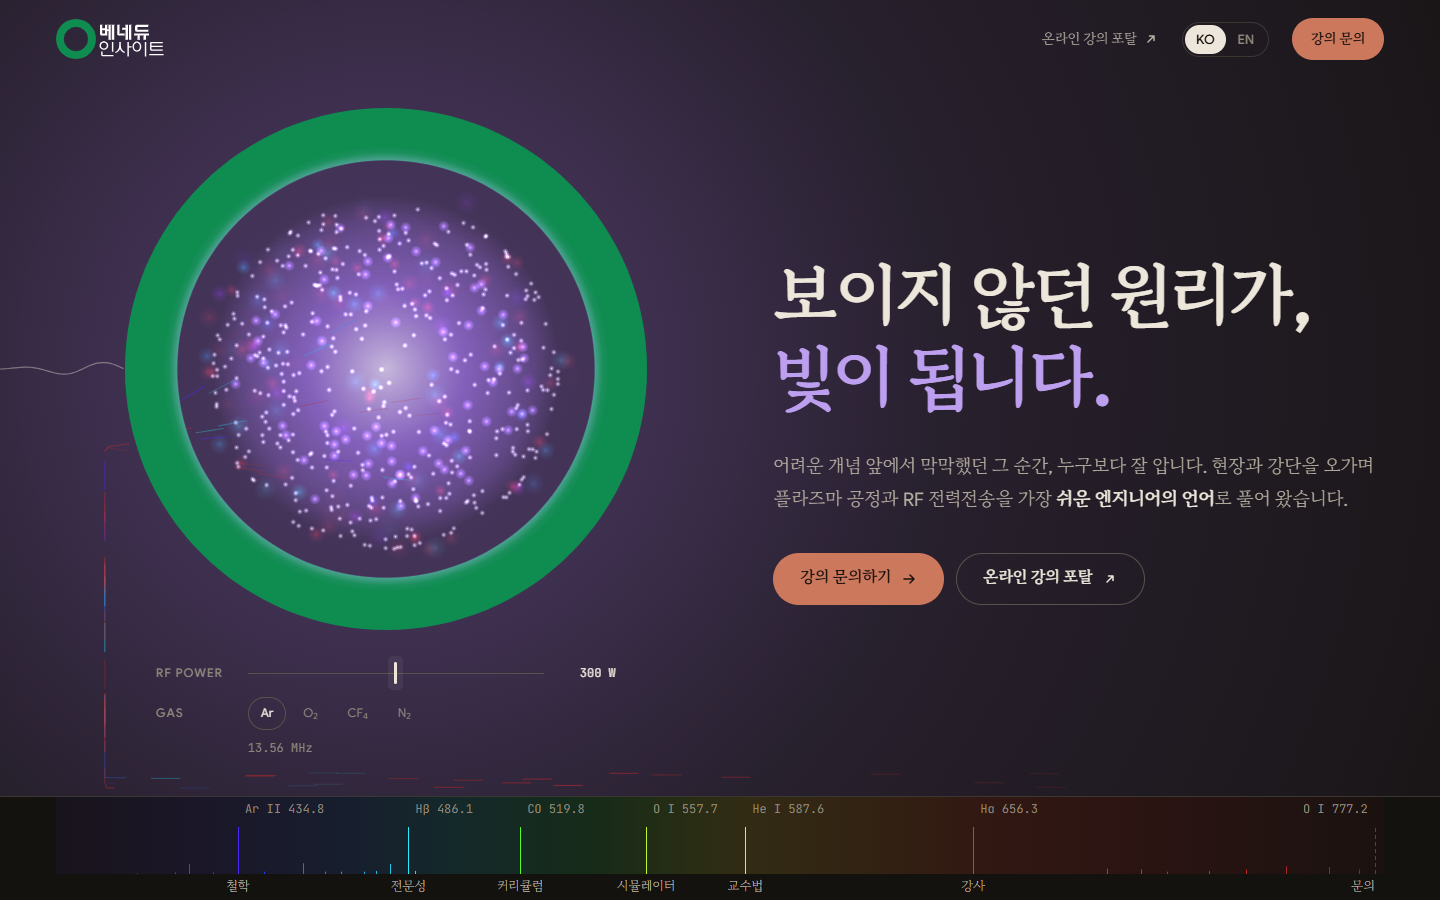 베네듀
인사이트
온라인 강의 포탈 ↗
KO EN
강의 문의
보이지 않던 원리가,
빛이 됩니다.
어려운 개념 앞에서 막막했던 그 순간, 누구보다 잘 압니다. 현장과 강단을 오가며
플라즈마 공정과 RF 전력전송을 가장 쉬운 엔지니어의 언어로 풀어 왔습니다.
강의 문의하기 →
온라인 강의 포탈 ↗
RF POWER 300 W
GAS Ar O₂ CF₄ N₂
13.56 MHz
Ar II 434.8 Hβ 486.1 CO 519.8 O I 557.7 He I 587.6 Hα 656.3 O I 777.2
철학 전문성 커리큘럼 시뮬레이터 교수법 강사 문의